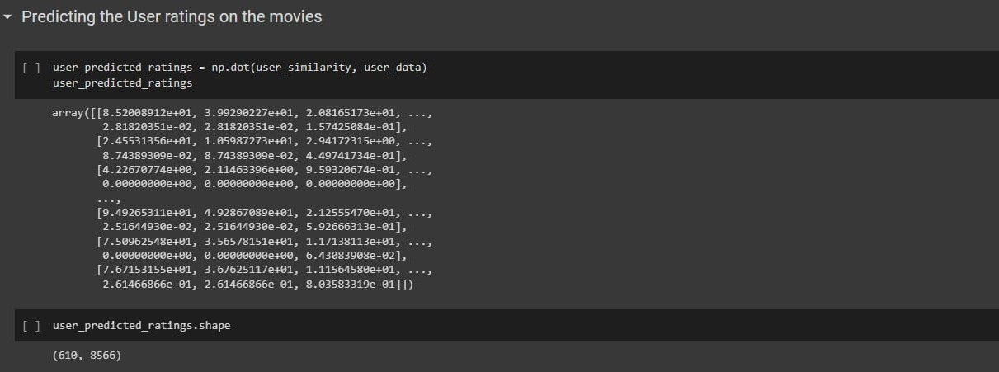 Predicting the User ratings on the movies
[ ] user_predicted_ratings = np.dot(user_similarity, user_data)
user_predicted_ratings
array([[8.52008912e+01, 3.99290227e+01, 2.08165173e+01, ...,
2.81820351e-02, 2.81820351e-02, 1.57425084e-01],
[2.45531356e+01, 1.05987273e+01, 2.94172315e+00, ...,
8.74389309e-02, 8.74389309e-02, 4.49741734e-01],
[4.22670774e+00, 2.11463396e+00, 9.59320674e-01, ...,
0.00000000e+00, 0.00000000e+00, 0.00000000e+00],
...,
[9.49265311e+01, 4.92867089e+01, 2.12555470e+01, ...,
2.51644930e-02, 2.51644930e-02, 5.92666313e-01],
[7.50962548e+01, 3.56578151e+01, 1.17138113e+01, ...,
0.00000000e+00, 0.00000000e+00, 6.43083908e-02],
[7.67153155e+01, 3.67625117e+01, 1.11564580e+01, ...,
2.61466866e-01, 2.61466866e-01, 8.03583319e-01]])
[ ] user_predicted_ratings.shape
(610, 8566)